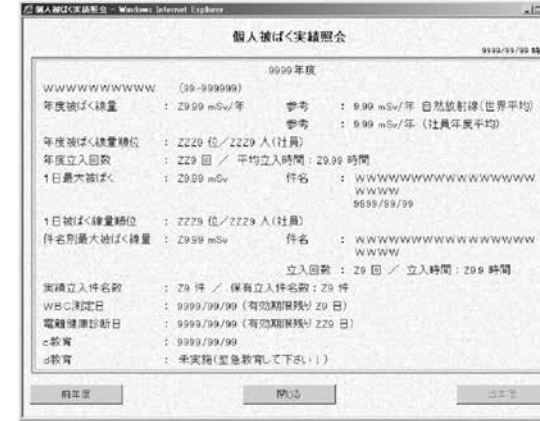 個人被ばく実績照会 - Windows Internet Explorer
個人被ばく実績照会
9999/99/99
9999年度
WWWWWWWWWW (99-999999)
年度被ばく線量 : Z9.99 mSv/年 参考 : 9.99 mSv/年 自然放射線(世界平均)
参考 : 9.99 mSv/年 (社員年度平均)
年度被ばく線量順位 : ZZZ9 位/ZZZ9 人(社員)
年度立入回数 : ZZ9 回 / 平均立入時間 : Z9.99 時間
1日最大被ばく : Z9.99 mSv 件名 : WWWWWWWWWWWWWWWW
WWWW
9999/99/99
1日被ばく線量順位 : ZZZ9 位/ZZZ9 人(社員)
件名別最大被ばく線量 : Z9.99 mSv 件名 : WWWWWWWWWWWWWWWW
WWWW
立入回数 : Z9 回 / 立入時間 : Z9.9 時間
実績立入件名数 : Z9 件 / 保有立入件名数 : Z9 件
WBC測定日 : 9999/99/99 (有効期限残り Z9 日)
電離健康診断日 : 9999/99/99 (有効期限残り ZZ9 日)
c教育 : 9999/99/99
d教育 : 未実施(至急教育して下さい!)
前年度 閉じる 当年度